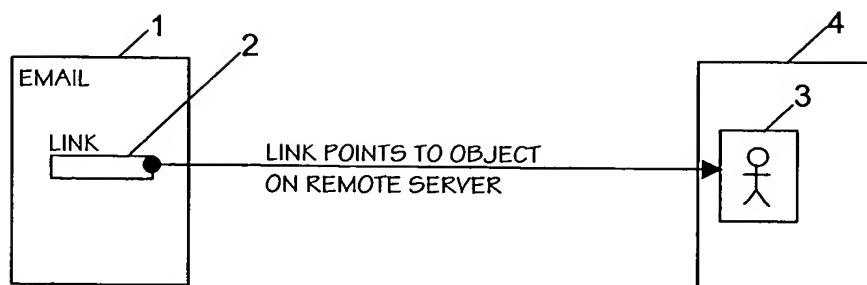 1
2
4
EMAIL
3
LINK
LINK POINTS TO OBJECT
ON REMOTE SERVER